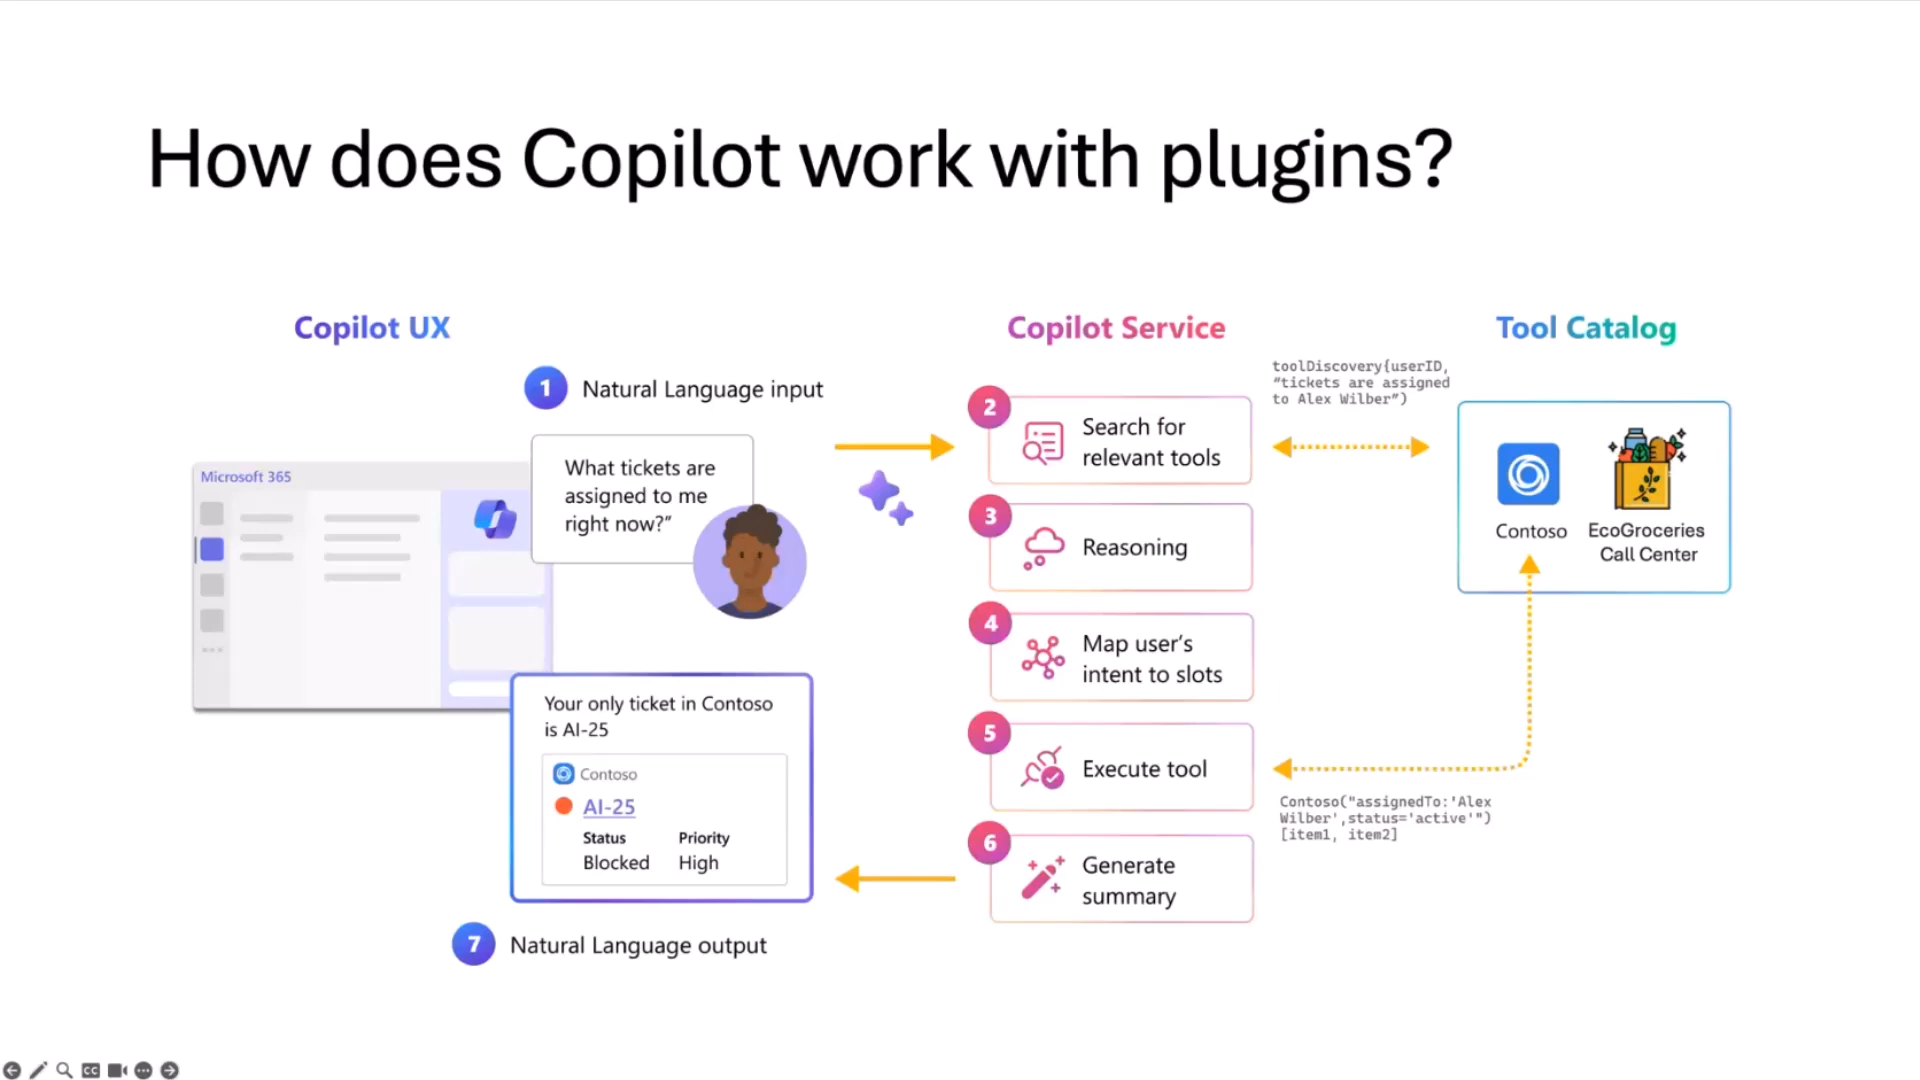 How does Copilot work with plugins?
Copilot UX
Copilot Service
Tool Catalog
1
Natural Language input
What tickets are
assigned to me
right now?”
Microsoft 365
Your only ticket in Contoso
is AI-25
Contoso
AI-25
Status
Priority
Blocked
High
7
Natural Language output
2
Search for
relevant tools
3
Reasoning
4
Map user’s
intent to slots
5
Execute tool
6
Generate
summary
toolDiscovery{userID,
“tickets are assigned
to Alex Wilber”)
Contoso
EcoGroceries
Call Center
Contoso("assignedTo:'Alex
Wilber',status='active'")
[item1, item2]
CC